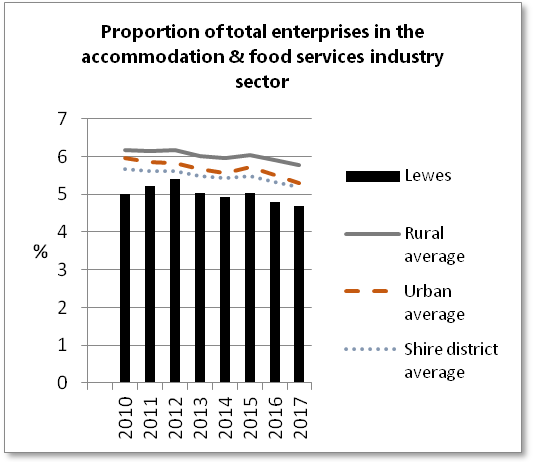 Proportion of total enterprises in the
accommodation & food services industry
sector
7
6
5
4
3
2
1
0
%
2010
2011
2012
2013
2014
2015
2016
2017
Lewes
Rural
average
Urban
average
Shire district
average